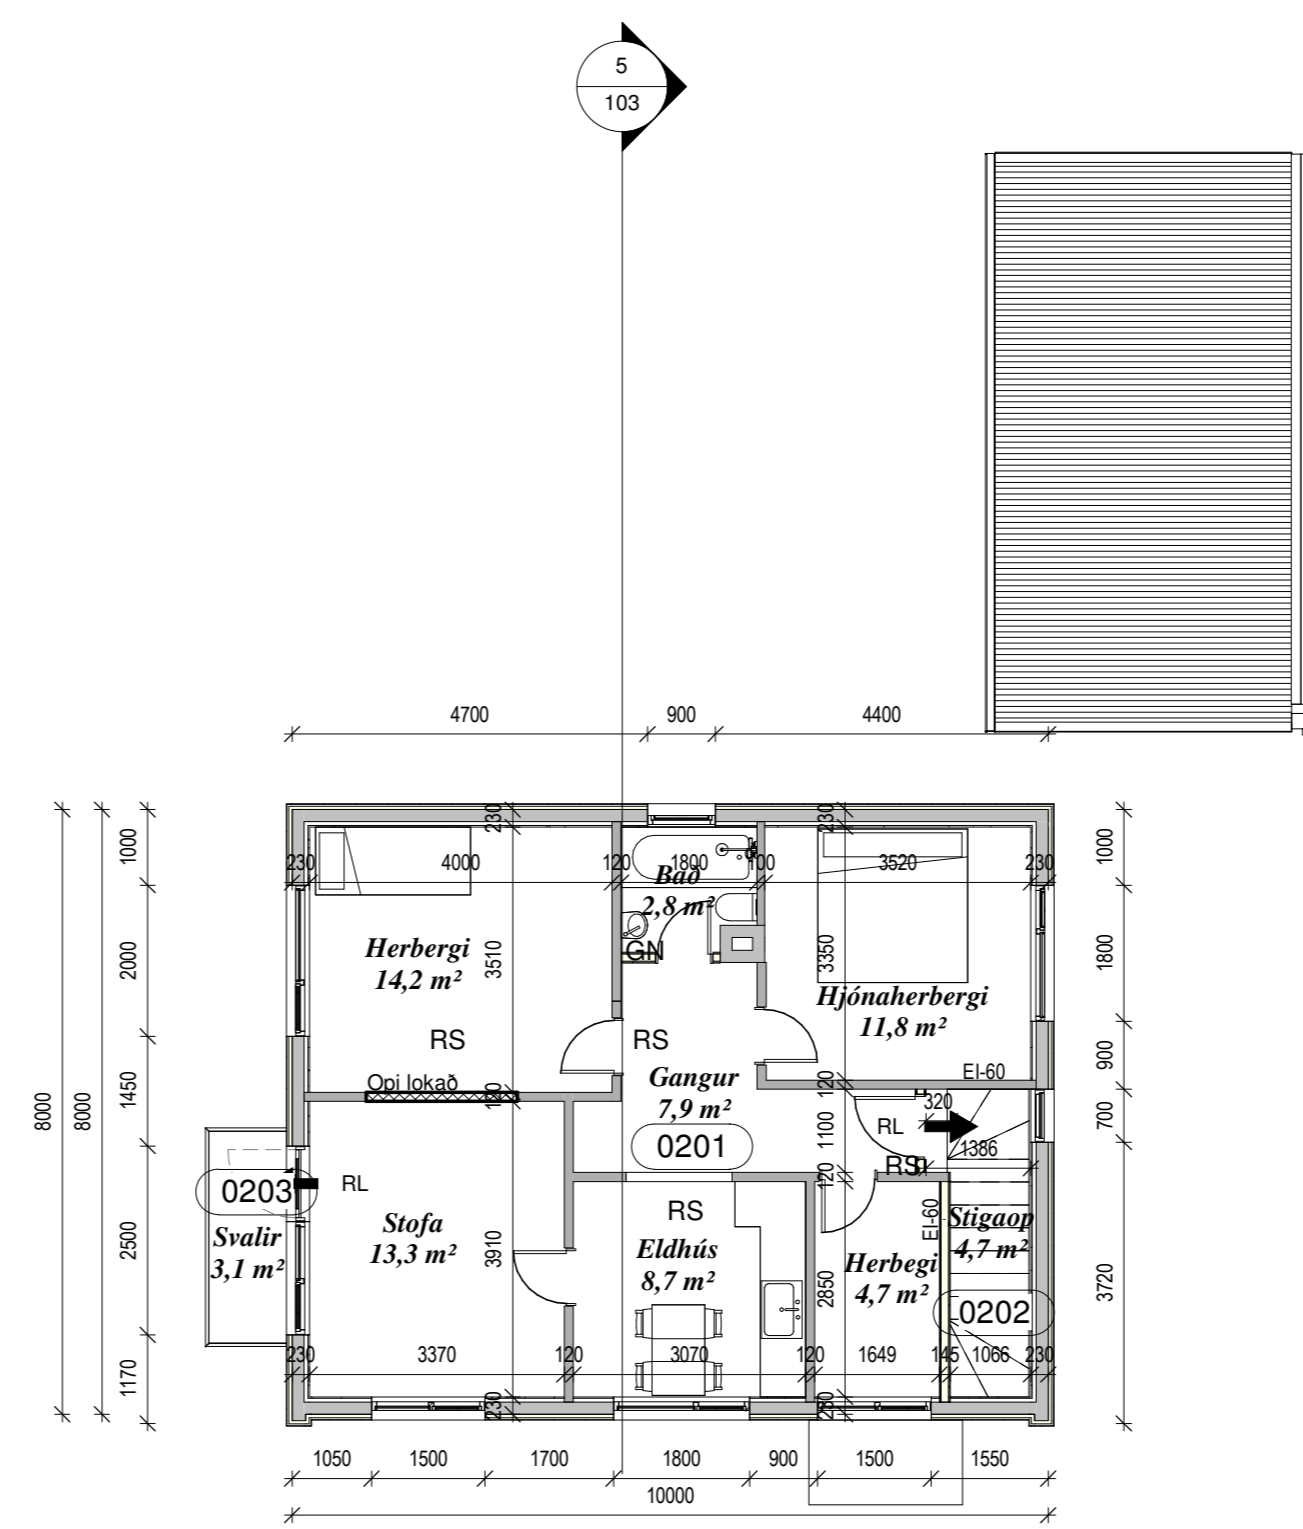 5
103
4700 900 4400
1000
2000
1450
2500
1170
8000
8000
230 4000 120 1800 100 3520 230
230
230
Bað
2,8 m²
GN
Herbergi
14,2 m²
3510
RS
RS
3350
Hjónaherbergi
11,8 m²
EI-60
Opi lokað
120
Gangur
7,9 m²
0201
120
1100
120
320
RL
RS
1386
0203
RL
Svalir
3,1 m²
Stofa
13,3 m²
3910
RS
Eldhús
8,7 m²
2850
Herbegi
4,7 m²
EI-60
Stigaop
4,7 m²
0202
230 3370 120 3070 120 1649 145 1066 230
230
230
1000
1800
900
700
3720
1050 1500 1700 1800 900 1500 1550
10000